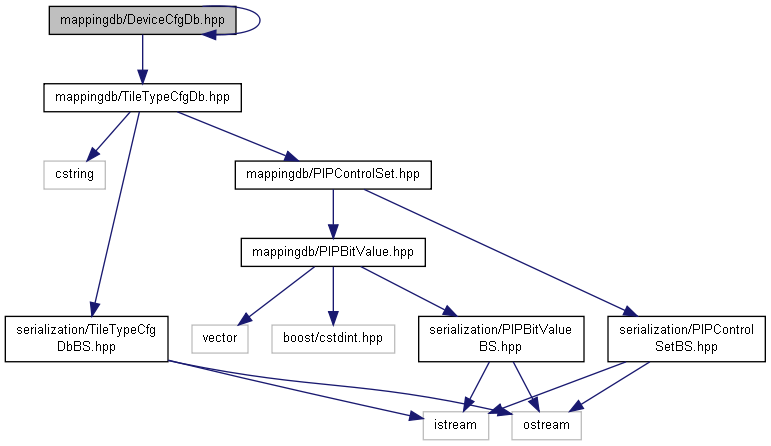 mappingdb/DeviceCfgDb.hpp
mappingdb/TileTypeCfgDb.hpp
cstring
mappingdb/PIPControlSet.hpp
mappingdb/PIPBitValue.hpp
serialization/TileTypeCfg
DbBS.hpp
vector
boost/cstdint.hpp
serialization/PIPBitValue
BS.hpp
serialization/PIPControl
SetBS.hpp
istream
ostream